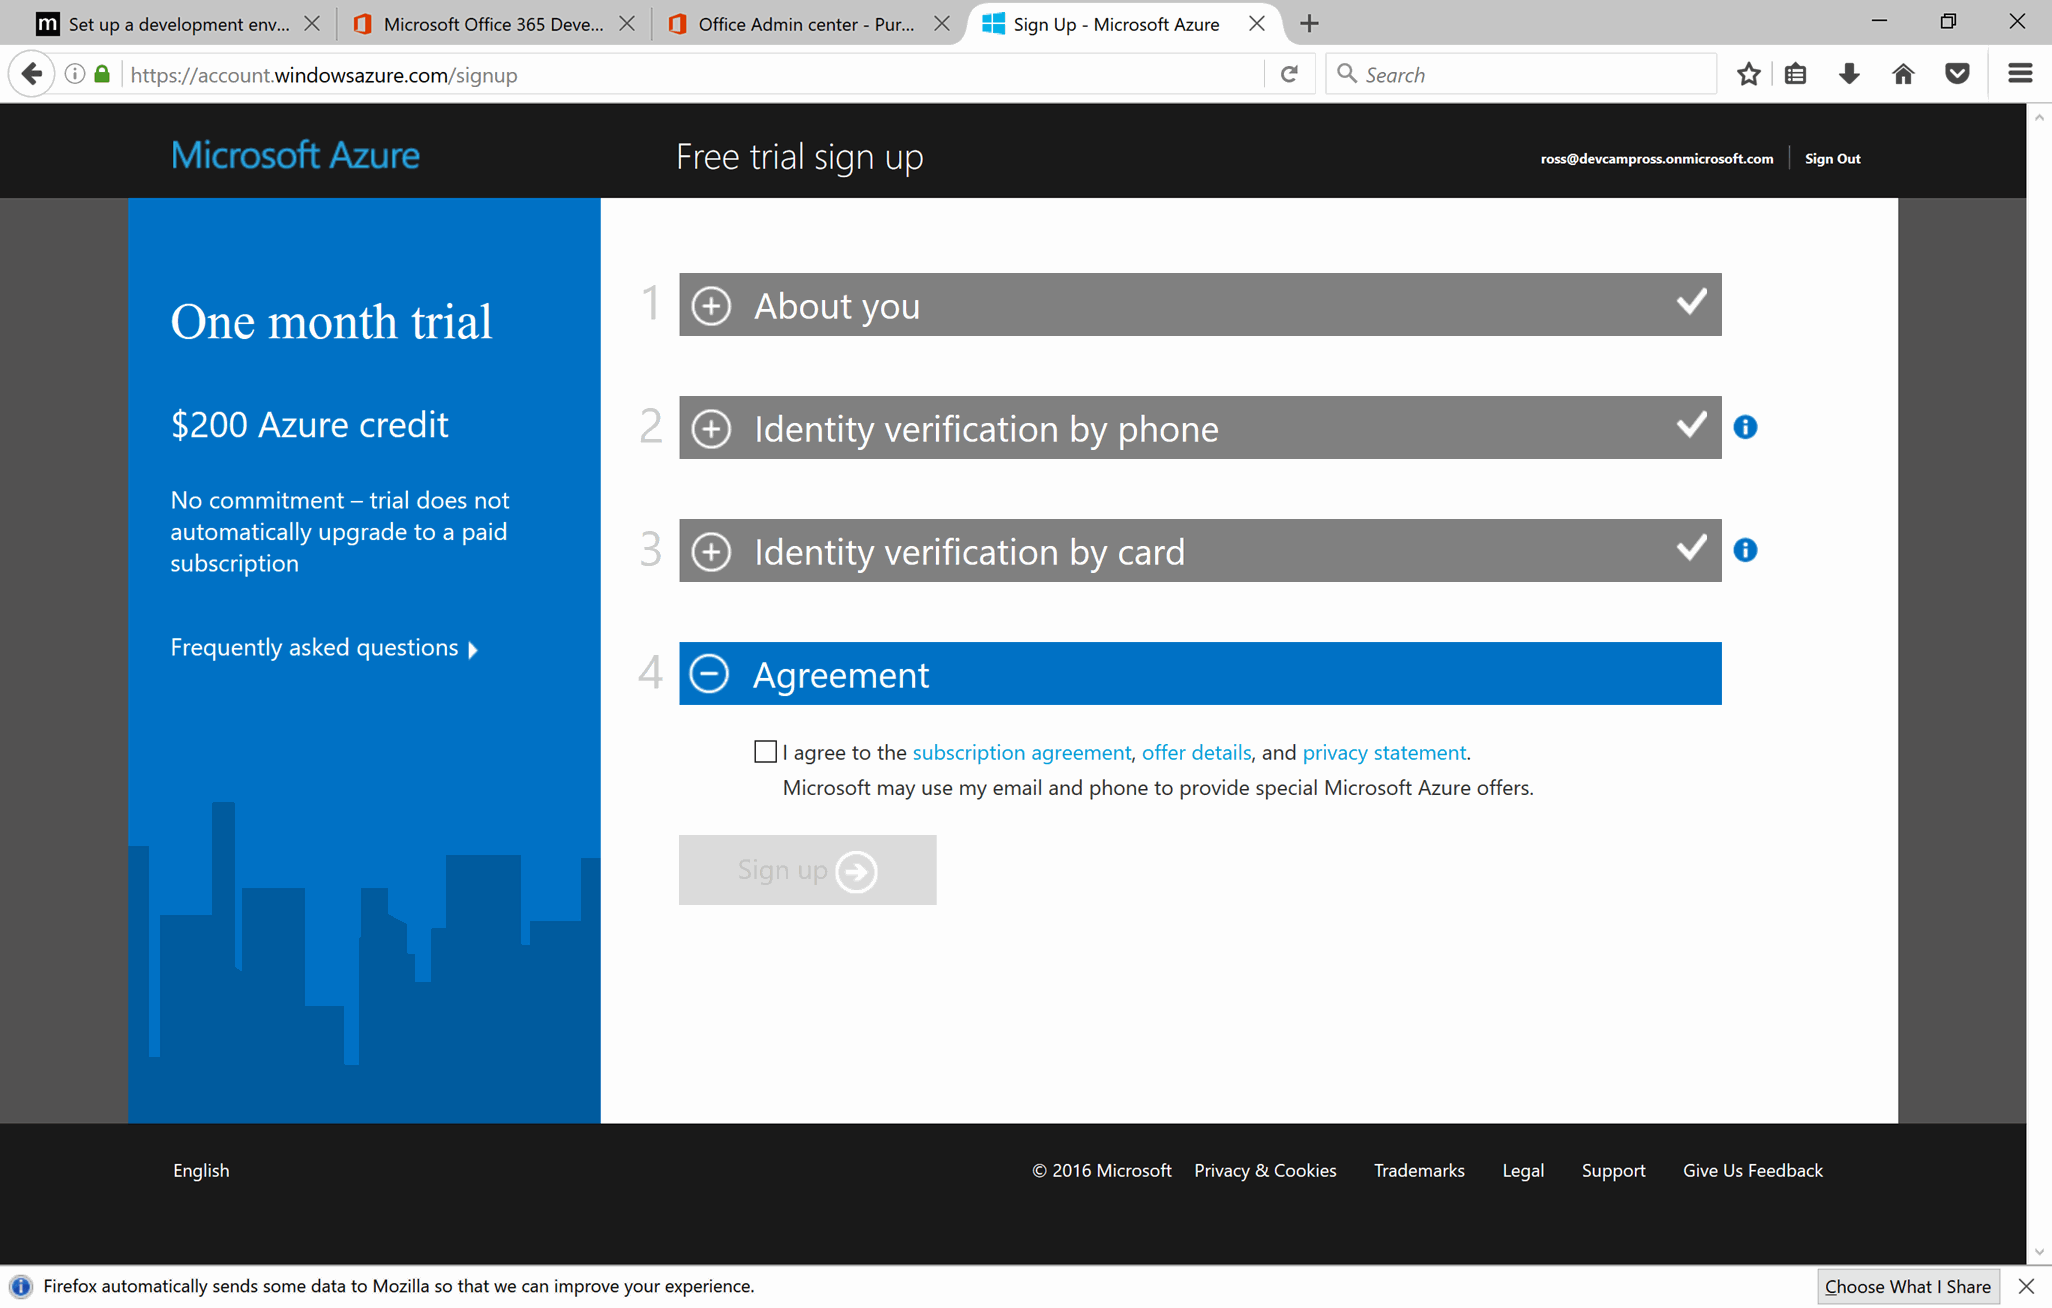 Set up a development env...
Microsoft Office 365 Deve...
Office Admin center - Pur...
Sign Up - Microsoft Azure
https://account.windowsazure.com/signup
Search
Microsoft Azure
Free trial sign up
ross@devcampross.onmicrosoft.com
Sign Out
One month trial
$200 Azure credit
No commitment – trial does not
automatically upgrade to a paid
subscription
Frequently asked questions
1 About you
2 Identity verification by phone
3 Identity verification by card
4 Agreement
I agree to the subscription agreement, offer details, and privacy statement.
Microsoft may use my email and phone to provide special Microsoft Azure offers.
Sign up
English
© 2016 Microsoft Privacy & Cookies Trademarks Legal Support Give Us Feedback
Firefox automatically sends some data to Mozilla so that we can improve your experience.
Choose What I Share